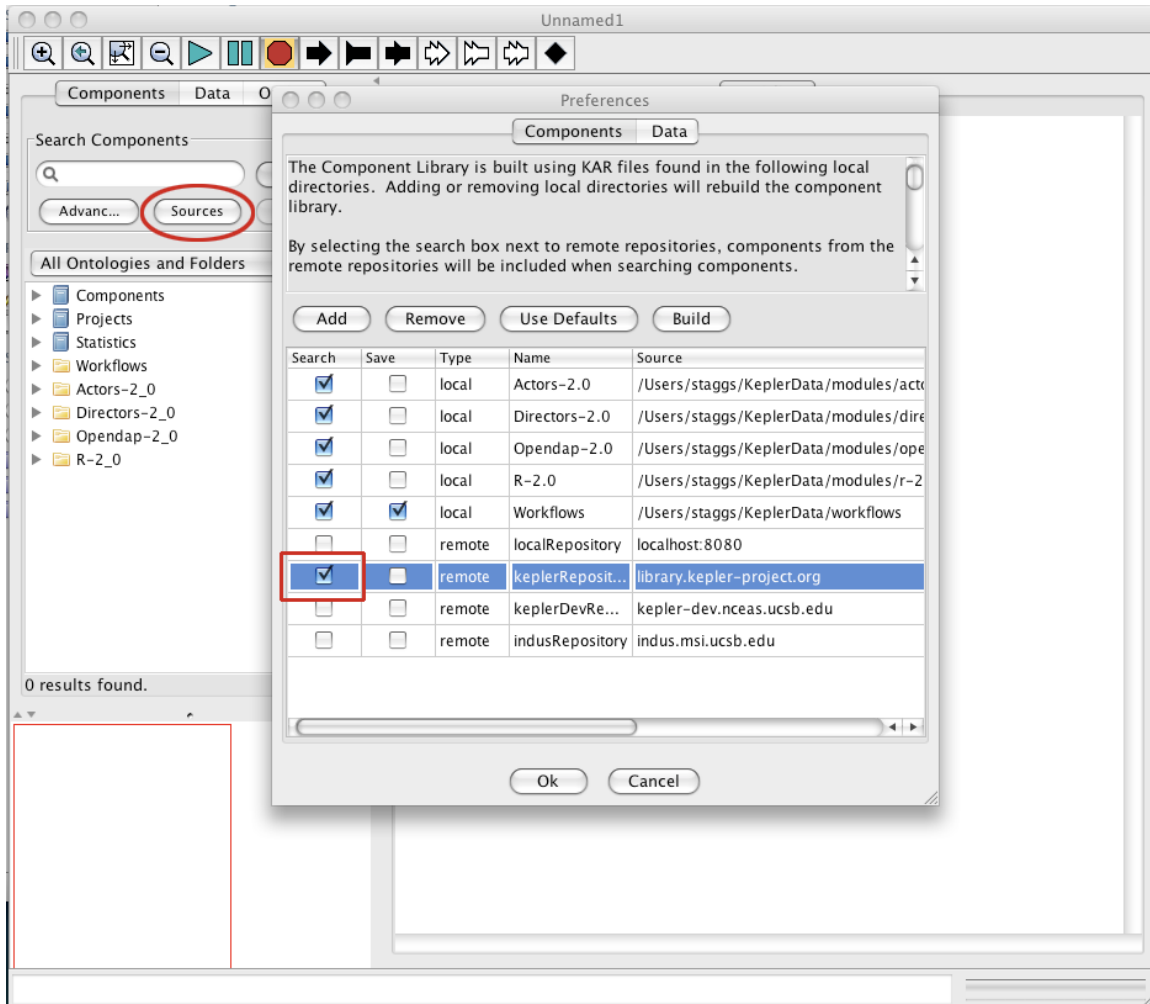 Unnamed1
Components Data O
Search Components
Advanc... Sources
All Ontologies and Folders
Components
Projects
Statistics
Workflows
Actors-2_0
Directors-2_0
Opendap-2_0
R-2_0
0 results found.
Preferences
Components Data
The Component Library is built using KAR files found in the following local
directories. Adding or removing local directories will rebuild the component
library.
By selecting the search box next to remote repositories, components from the
remote repositories will be included when searching components.
Add Remove Use Defaults Build
Search Save Type Name Source
local Actors-2.0 /Users/staggs/KeplerData/modules/acto
local Directors-2.0 /Users/staggs/KeplerData/modules/dire
local Opendap-2.0 /Users/staggs/KeplerData/modules/ope
local R-2.0 /Users/staggs/KeplerData/modules/r-2
local Workflows /Users/staggs/KeplerData/workflows
remote localRepository localhost:8080
remote keplerReposit... library.kepler-project.org
remote keplerDevRe... kepler-dev.nceas.ucsb.edu
remote indusRepository indus.msi.ucsb.edu
Ok Cancel